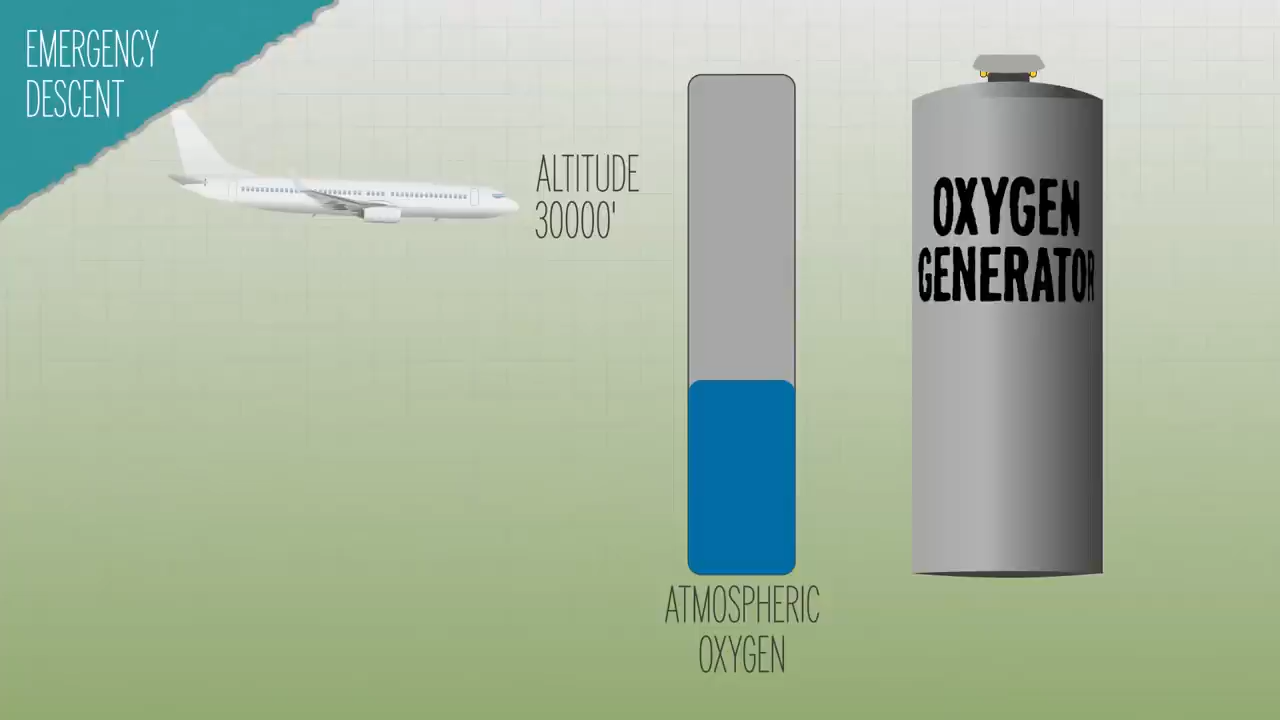 EMERGENCY
DESCENT
ALTITUDE
30000'
OXYGEN
GENERATOR
ATMOSPHERIC
OXYGEN